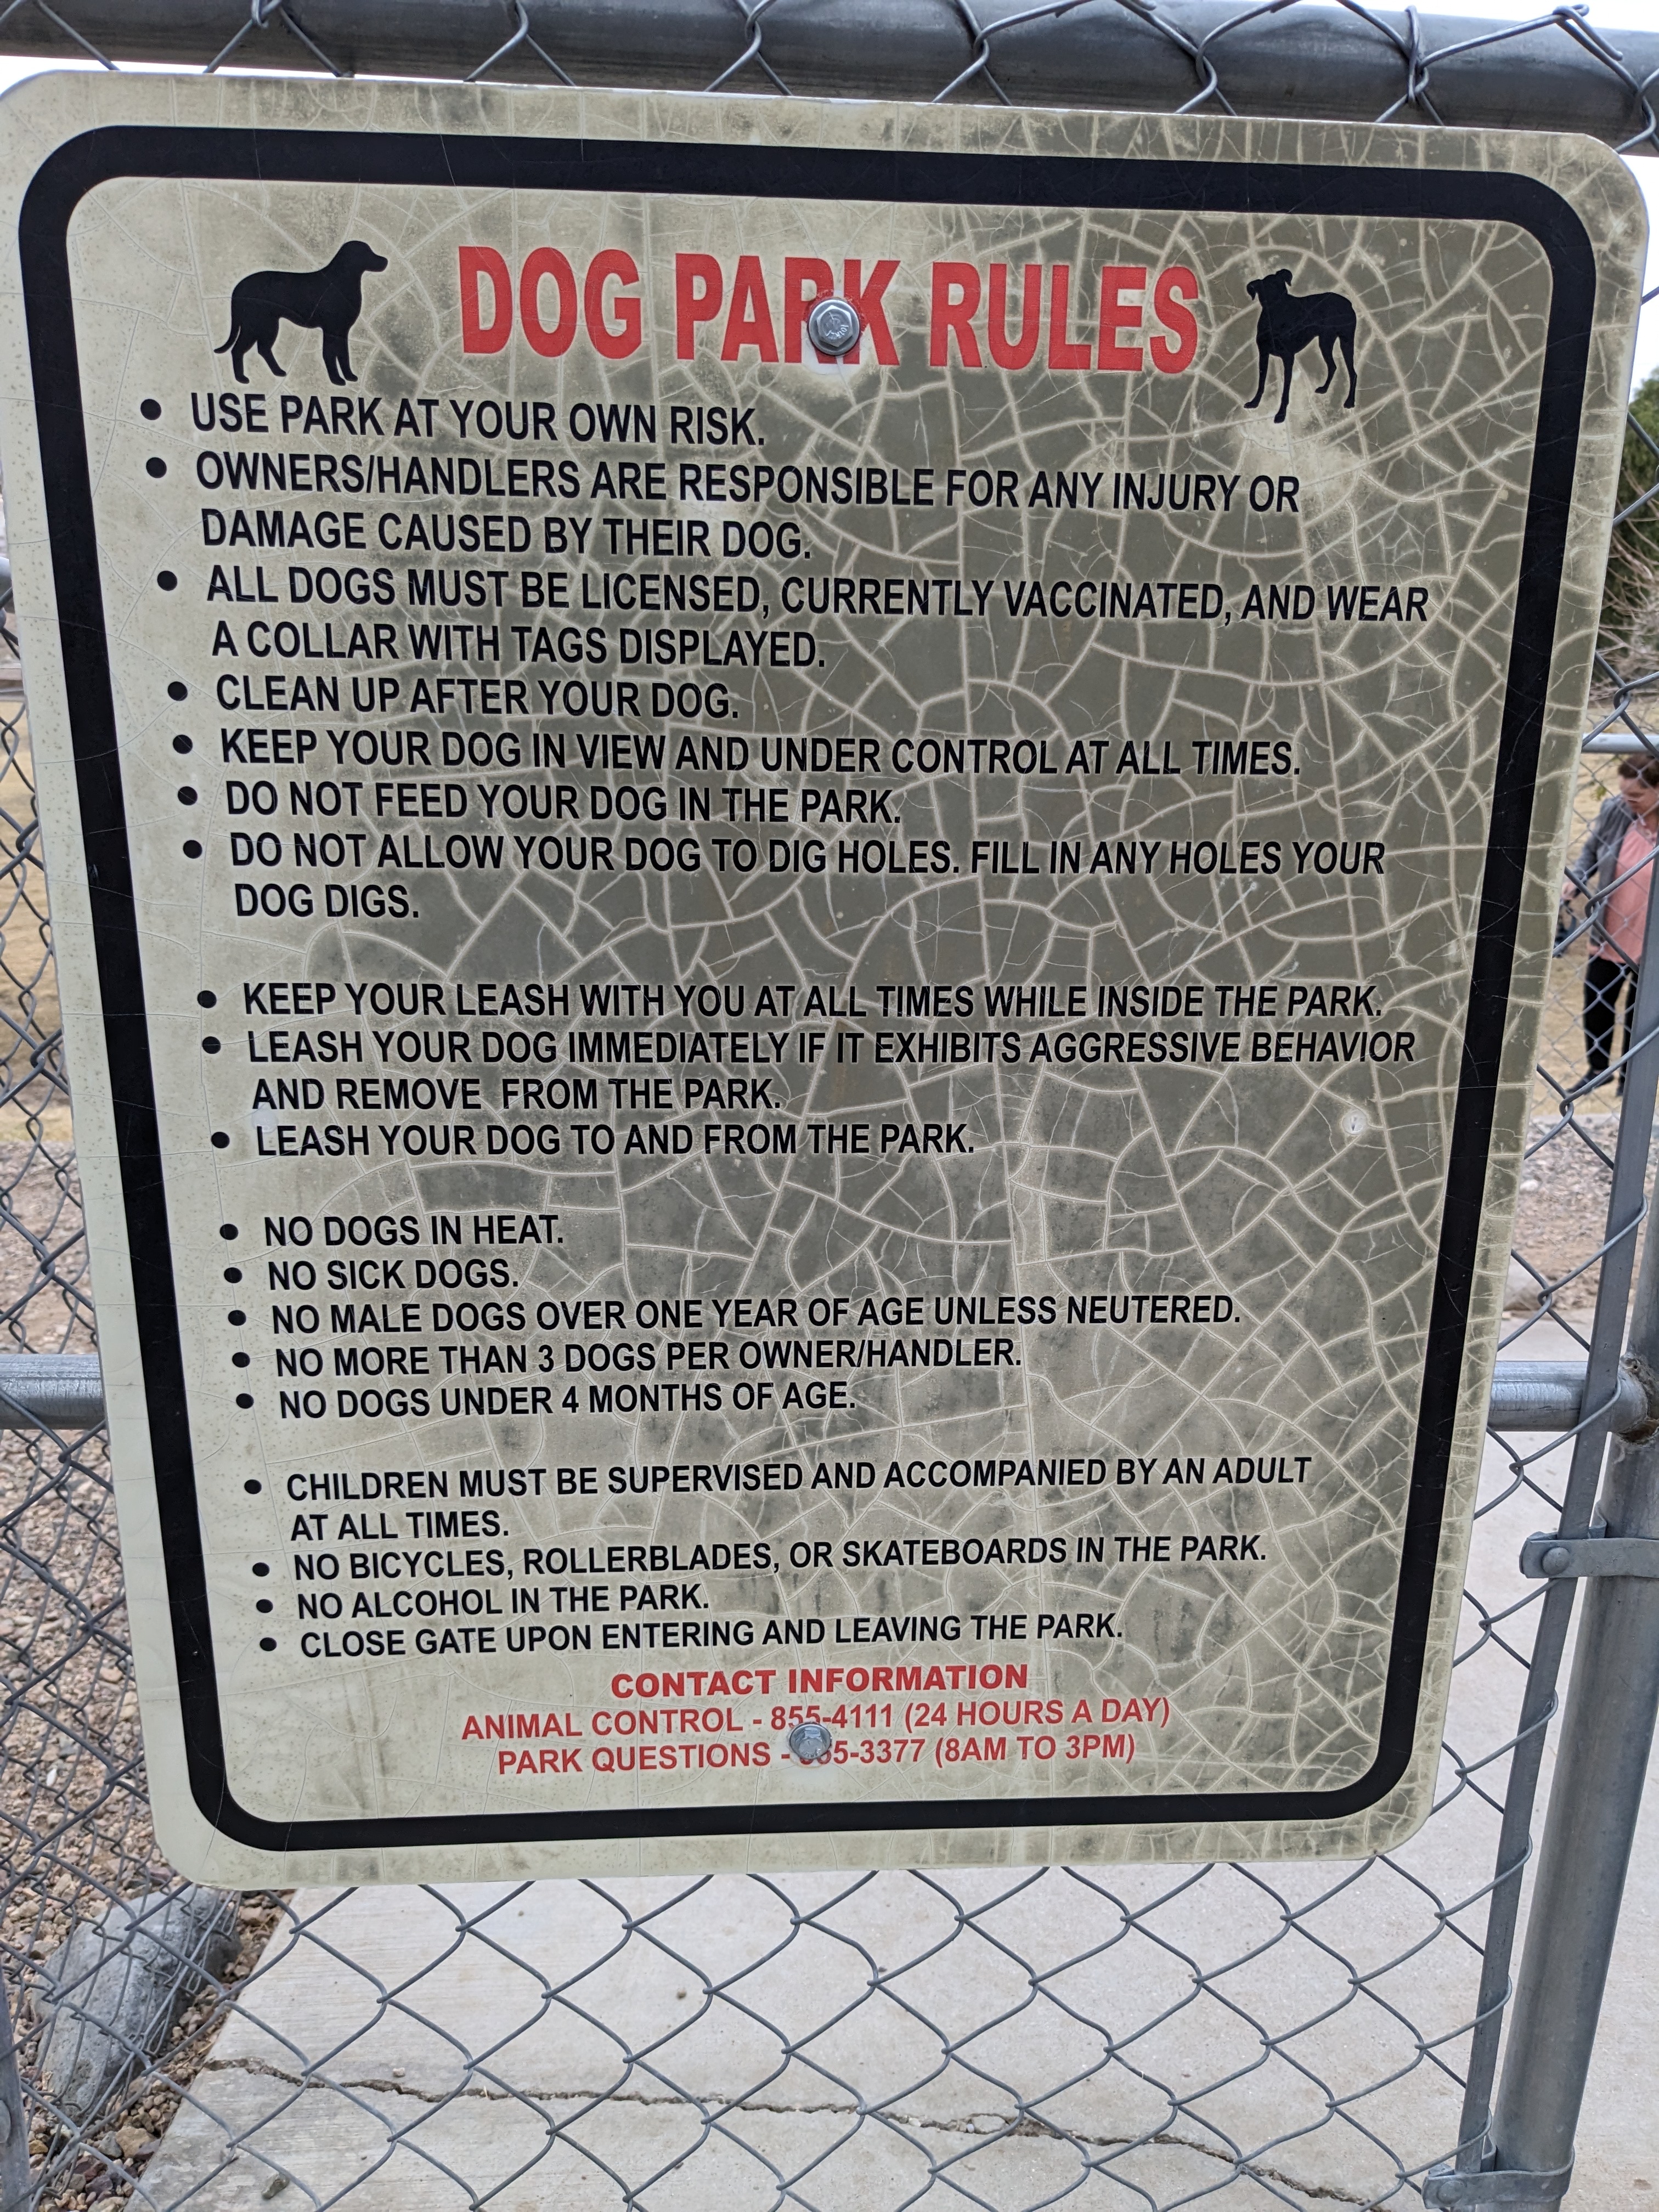 DOG PARK RULES
• USE PARK AT YOUR OWN RISK.
• OWNERS/HANDLERS ARE RESPONSIBLE FOR ANY INJURY OR
DAMAGE CAUSED BY THEIR DOG.
• ALL DOGS MUST BE LICENSED, CURRENTLY VACCINATED, AND WEAR
A COLLAR WITH TAGS DISPLAYED.
• CLEAN UP AFTER YOUR DOG.
• KEEP YOUR DOG IN VIEW AND UNDER CONTROL AT ALL TIMES.
• DO NOT FEED YOUR DOG IN THE PARK.
• DO NOT ALLOW YOUR DOG TO DIG HOLES. FILL IN ANY HOLES YOUR
DOG DIGS.
• KEEP YOUR LEASH WITH YOU AT ALL TIMES WHILE INSIDE THE PARK.
• LEASH YOUR DOG IMMEDIATELY IF IT EXHIBITS AGGRESSIVE BEHAVIOR
AND REMOVE FROM THE PARK.
• LEASH YOUR DOG TO AND FROM THE PARK.
• NO DOGS IN HEAT.
• NO SICK DOGS.
• NO MALE DOGS OVER ONE YEAR OF AGE UNLESS NEUTERED.
• NO MORE THAN 3 DOGS PER OWNER/HANDLER.
• NO DOGS UNDER 4 MONTHS OF AGE.
• CHILDREN MUST BE SUPERVISED AND ACCOMPANIED BY AN ADULT
AT ALL TIMES.
• NO BICYCLES, ROLLERBLADES, OR SKATEBOARDS IN THE PARK.
• NO ALCOHOL IN THE PARK.
• CLOSE GATE UPON ENTERING AND LEAVING THE PARK.
CONTACT INFORMATION
ANIMAL CONTROL - 855-4111 (24 HOURS A DAY)
PARK QUESTIONS - (8AM TO 3PM)